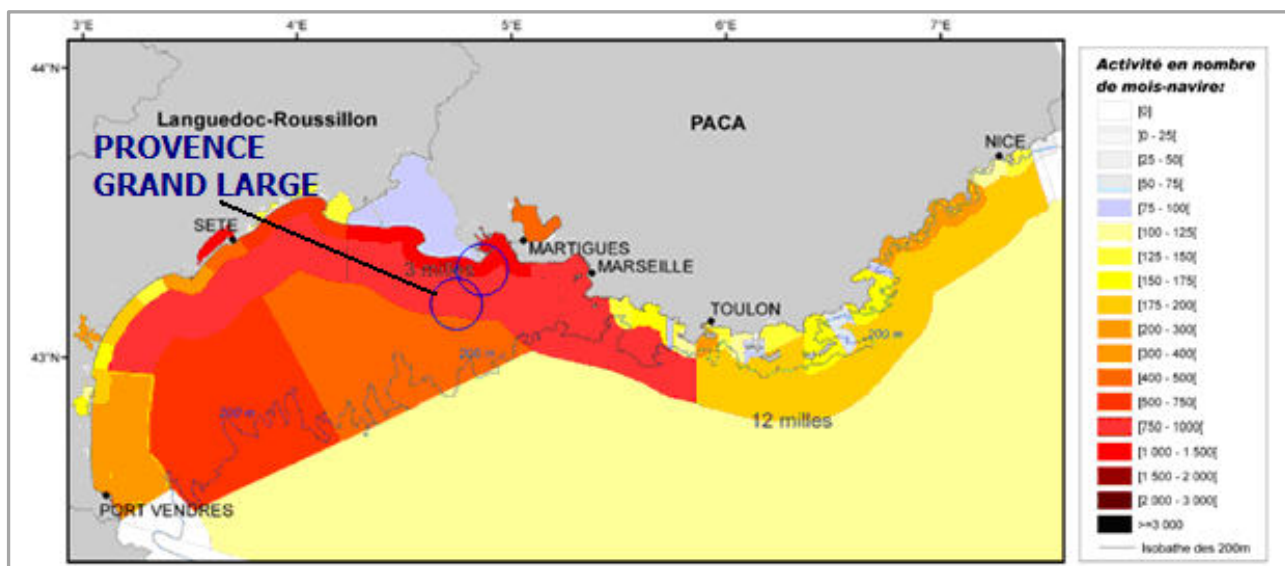 3°E 4°E 5°E 6°E 7°E
44°N
43°N
Languedoc-Roussillon
PACA
PROVENCE
GRAND LARGE
NICE
SETE
MARTIGUES
MARSEILLE
3 milles
TOULON
200 m
200 m
200 m
12 milles
PORT VENDRES
Activité en nombre
de mois-navire:
[0]
]0 - 25[
[25 - 50[
[50 - 75[
[75 - 100[
[100 - 125[
[125 - 150[
[150 - 175[
[175 - 200[
[200 - 300[
[300 - 400[
[400 - 500[
[500 - 750[
[750 - 1000[
[1 000 - 1 500[
[1 500 - 2 000[
[2 000 - 3 000[
>=3 000
Isobathe des 200m